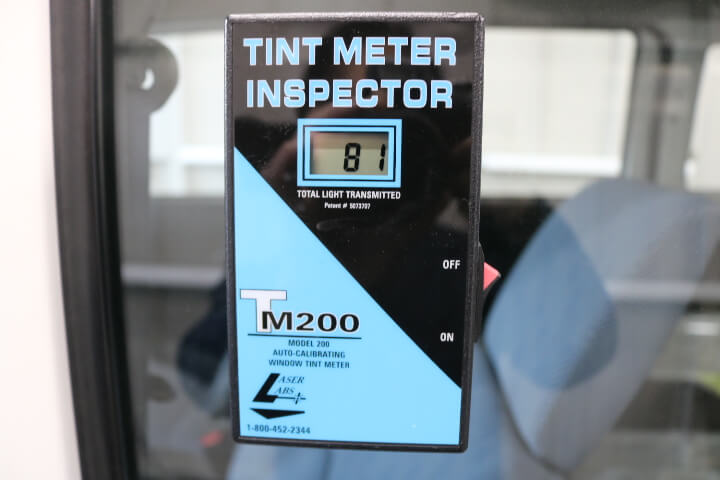 TINT METER
INSPECTOR
81
TOTAL LIGHT TRANSMITTED
Patent # 5073707
OFF
ON
TM200
MODEL 200
AUTO-CALIBRATING
WINDOW TINT METER
LASER
LABS
1-800-452-2344